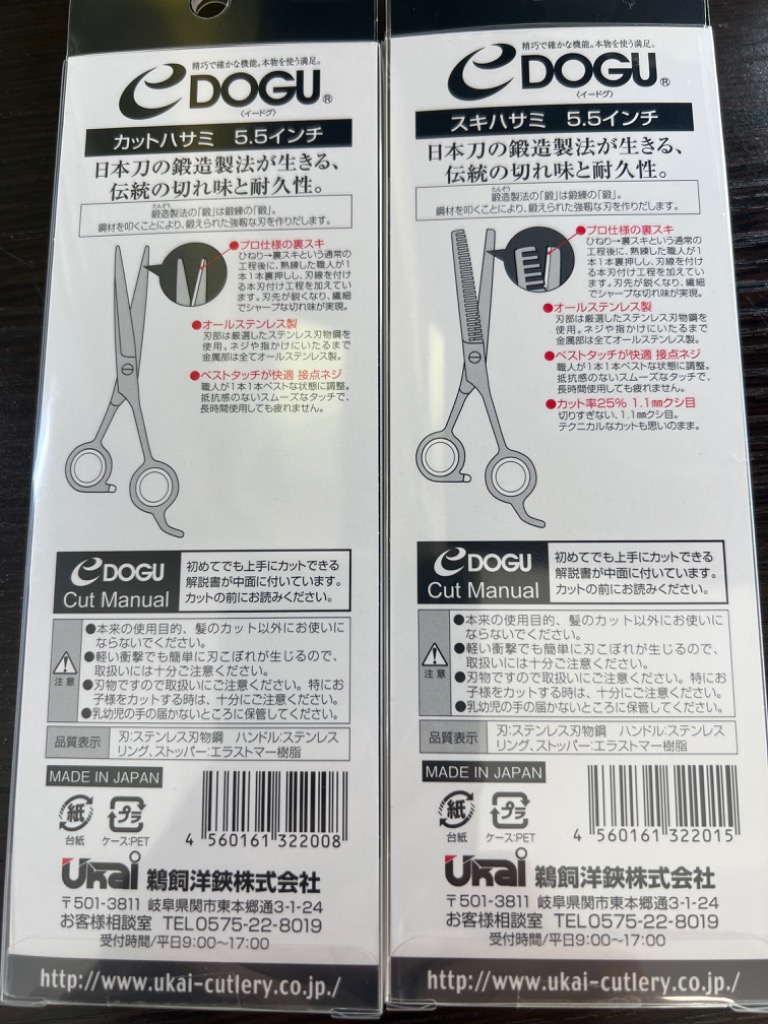 精巧で確かな機能。本物を使う満足。
eDOGU®
〈イードグ〉
カットハサミ 5.5インチ
日本刀の鍛造製法が生きる、
伝統の切れ味と耐久性。
たんぞう
鍛造製法の「鍛」は鍛練の「鍛」。
鋼材を叩くことにより、鍛えられた強靱な刃を作りだします。
●プロ仕様の裏スキ
ひねり→裏スキという通常の
工程後に、熟練した職人が1
本1本裏押しし、刃線を付け
る本刃付け工程を加えてい
ます。刃先が鋭くなり、繊細
でシャープな切れ味が実現。
●オールステンレス製
刃部は厳選したステンレス刃物鋼を
使用。ネジや指かけにいたるまで
金属部は全てオールステンレス製。
●ベストタッチが快適 接点ネジ
職人が1本1本ベストな状態に調整。
抵抗感のないスムーズなタッチで、
長時間使用しても疲れません。
eDOGU
Cut Manual
初めてでも上手にカットできる
解説書が中面に付いています。
カットの前にお読みください。
注意
●本来の使用目的、髪のカット以外にお使いに
ならないでください。
●軽い衝撃でも簡単に刃こぼれが生じるので、
取扱いには十分ご注意ください。
●刃物ですので取扱いにご注意ください。特にお
子様をカットする時は、十分にご注意ください。
●乳幼児の手の届かないところに保管してください。
品質表示
刃:ステンレス刃物鋼 ハンドル:ステンレス
リング、ストッパー:エラストマー樹脂
MADE IN JAPAN
紙
台紙
プラ
ケース:PET
4 560161 322008
Ukai 鵜飼洋鋏株式会社
〒501-3811 岐阜県関市東本郷通3-1-24
お客様相談室 TEL0575-22-8019
受付時間/平日9:00〜17:00
http://www.ukai-cutlery.co.jp/
精巧で確かな機能。本物を使う満足。
eDOGU®
〈イードグ〉
スキハサミ 5.5インチ
日本刀の鍛造製法が生きる、
伝統の切れ味と耐久性。
たんぞう
鍛造製法の「鍛」は鍛練の「鍛」。
鋼材を叩くことにより、鍛えられた強靱な刃を作りだします。
●プロ仕様の裏スキ
ひねり→裏スキという通常の
工程後に、熟練した職人が1
本1本裏押しし、刃線を付け
る本刃付け工程を加えてい
ます。刃先が鋭くなり、繊細
でシャープな切れ味が実現。
●オールステンレス製
刃部は厳選したステンレス刃物鋼を
使用。ネジや指かけにいたるまで
金属部は全てオールステンレス製。
●ベストタッチが快適 接点ネジ
職人が1本1本ベストな状態に調整。
抵抗感のないスムーズなタッチで、
長時間使用しても疲れません。
●カット率25% 1.1㎜クシ目
切りすぎない、1.1㎜クシ目。
テクニカルなカットも思いのまま。
eDOGU
Cut Manual
初めてでも上手にカットできる
解説書が中面に付いています。
カットの前にお読みください。
注意
●本来の使用目的、髪のカット以外にお使いに
ならないでください。
●軽い衝撃でも簡単に刃こぼれが生じるので、
取扱いには十分ご注意ください。
●刃物ですので取扱いにご注意ください。特にお
子様をカットする時は、十分にご注意ください。
●乳幼児の手の届かないところに保管してください。
品質表示
刃:ステンレス刃物鋼 ハンドル:ステンレス
リング、ストッパー:エラストマー樹脂
MADE IN JAPAN
紙
台紙
プラ
ケース:PET
4 560161 322015
Ukai 鵜飼洋鋏株式会社
〒501-3811 岐阜県関市東本郷通3-1-24
お客様相談室 TEL0575-22-8019
受付時間/平日9:00〜17:00
http://www.ukai-cutlery.co.jp/